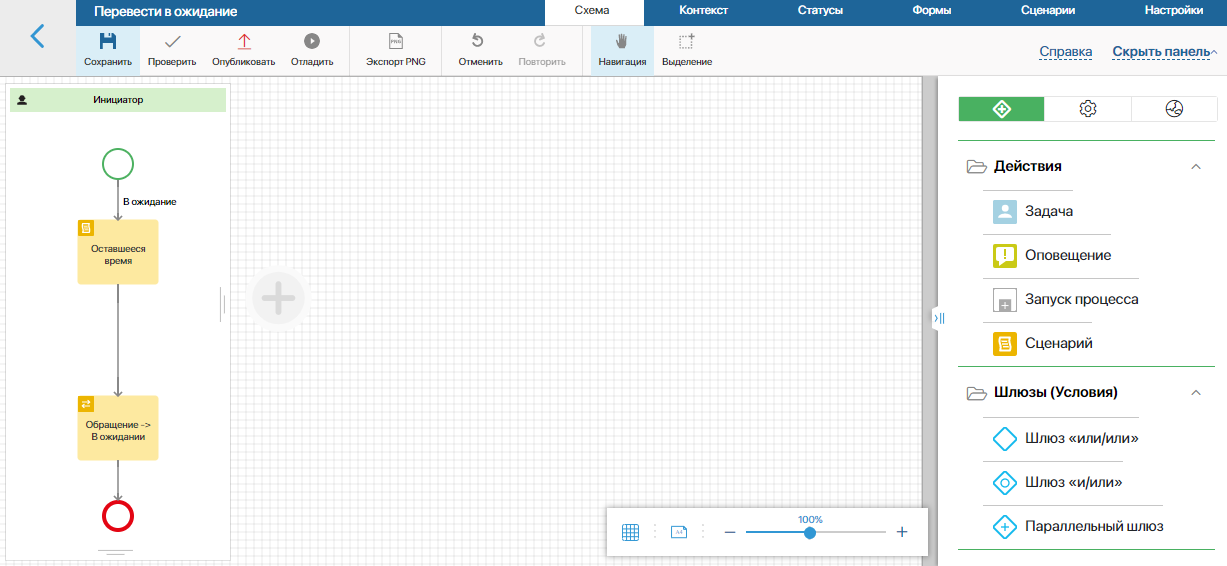 Перевести в ожидание
Схема
Контекст
Статусы
Формы
Сценарии
Настройки
Сохранить
Проверить
Опубликовать
Отладить
PNG
Экспорт PNG
Отменить
Повторить
Навигация
Выделение
Справка
Скрыть панель
Инициатор
В ожидание
Оставшееся
время
Обращение ->
В ожидании
Действия
Задача
Оповещение
Запуск процесса
Сценарий
Шлюзы (Условия)
Шлюз «или/или»
Шлюз «и/или»
Параллельный шлюз
A4
100%